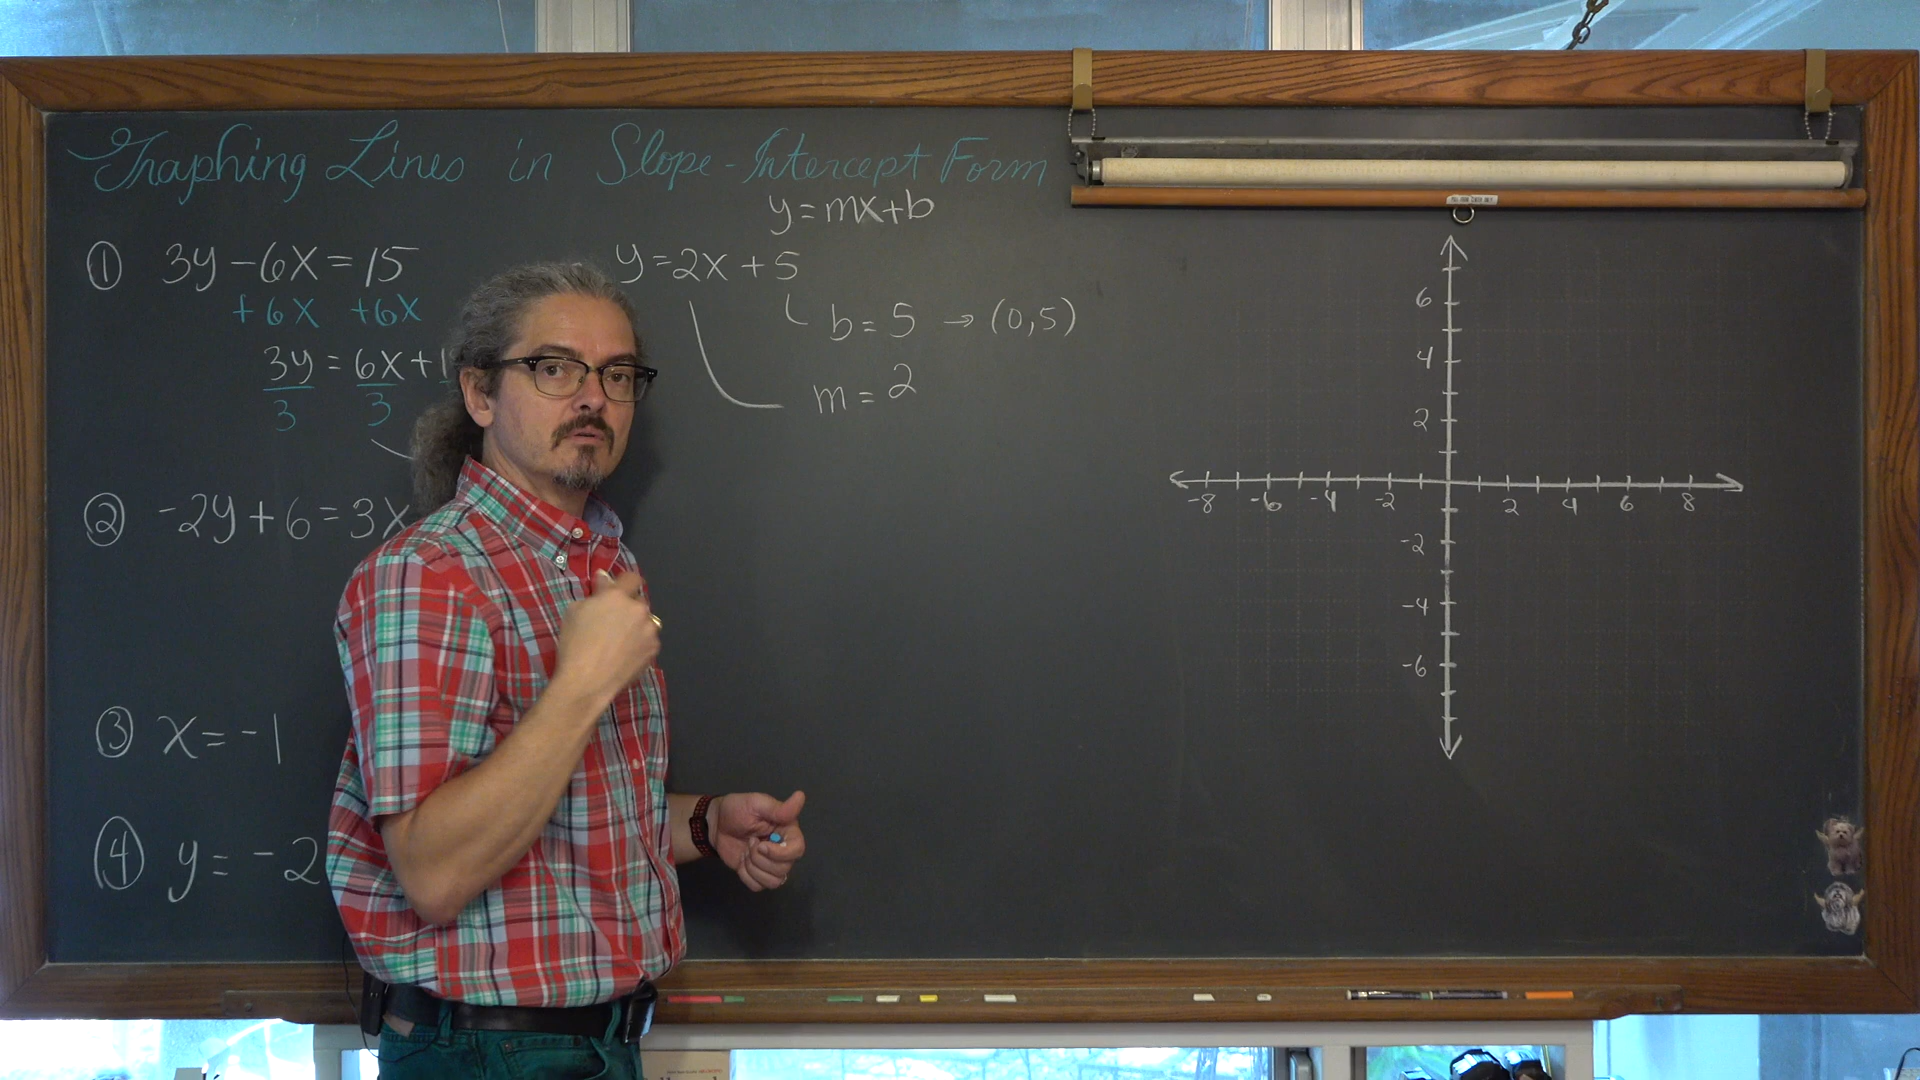 Graphing Lines in Slope-Intercept Form
y=mx+b
① 3y-6x=15
+6x +6x
3y = 6x+1
3 3
y=2x+5
b=5 → (0,5)
m=2
② -2y+6=3x
③ x=-1
④ y=-2
6
4
2
-8 -6 -4 -2 2 4 6 8
-2
-4
-6